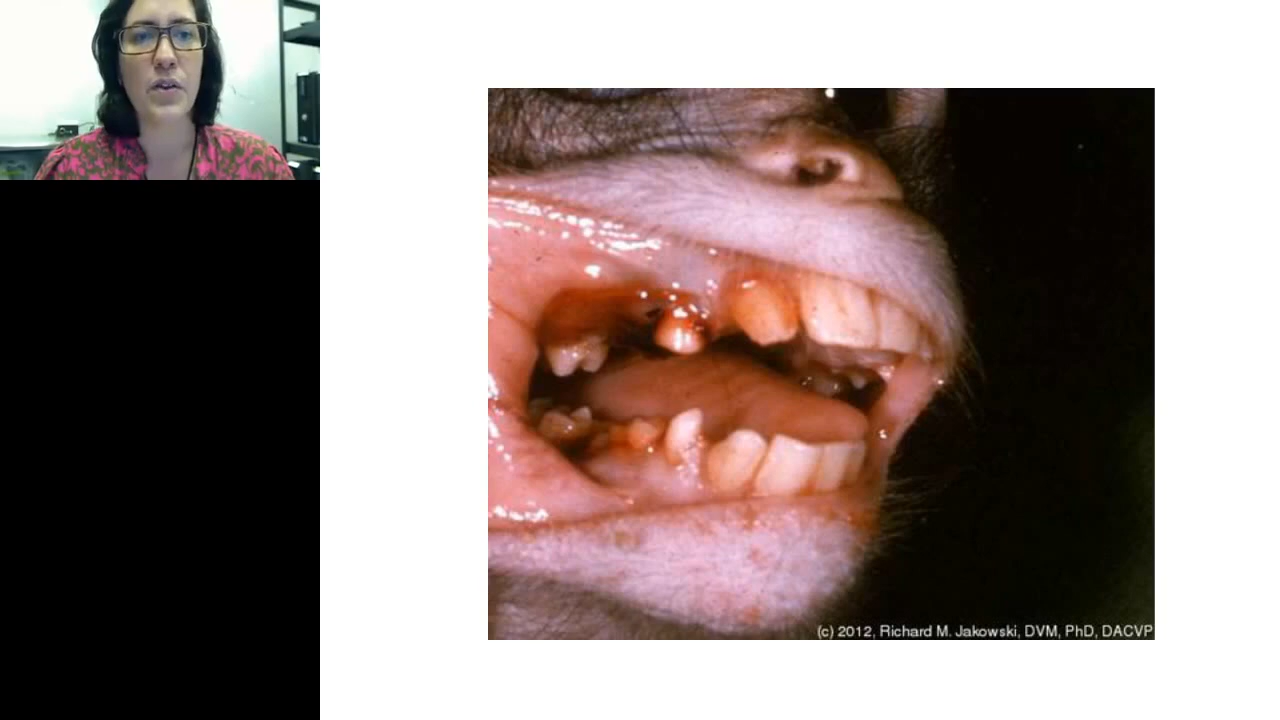 (c) 2012, Richard M. Jakowski, DVM, PhD, DACVP